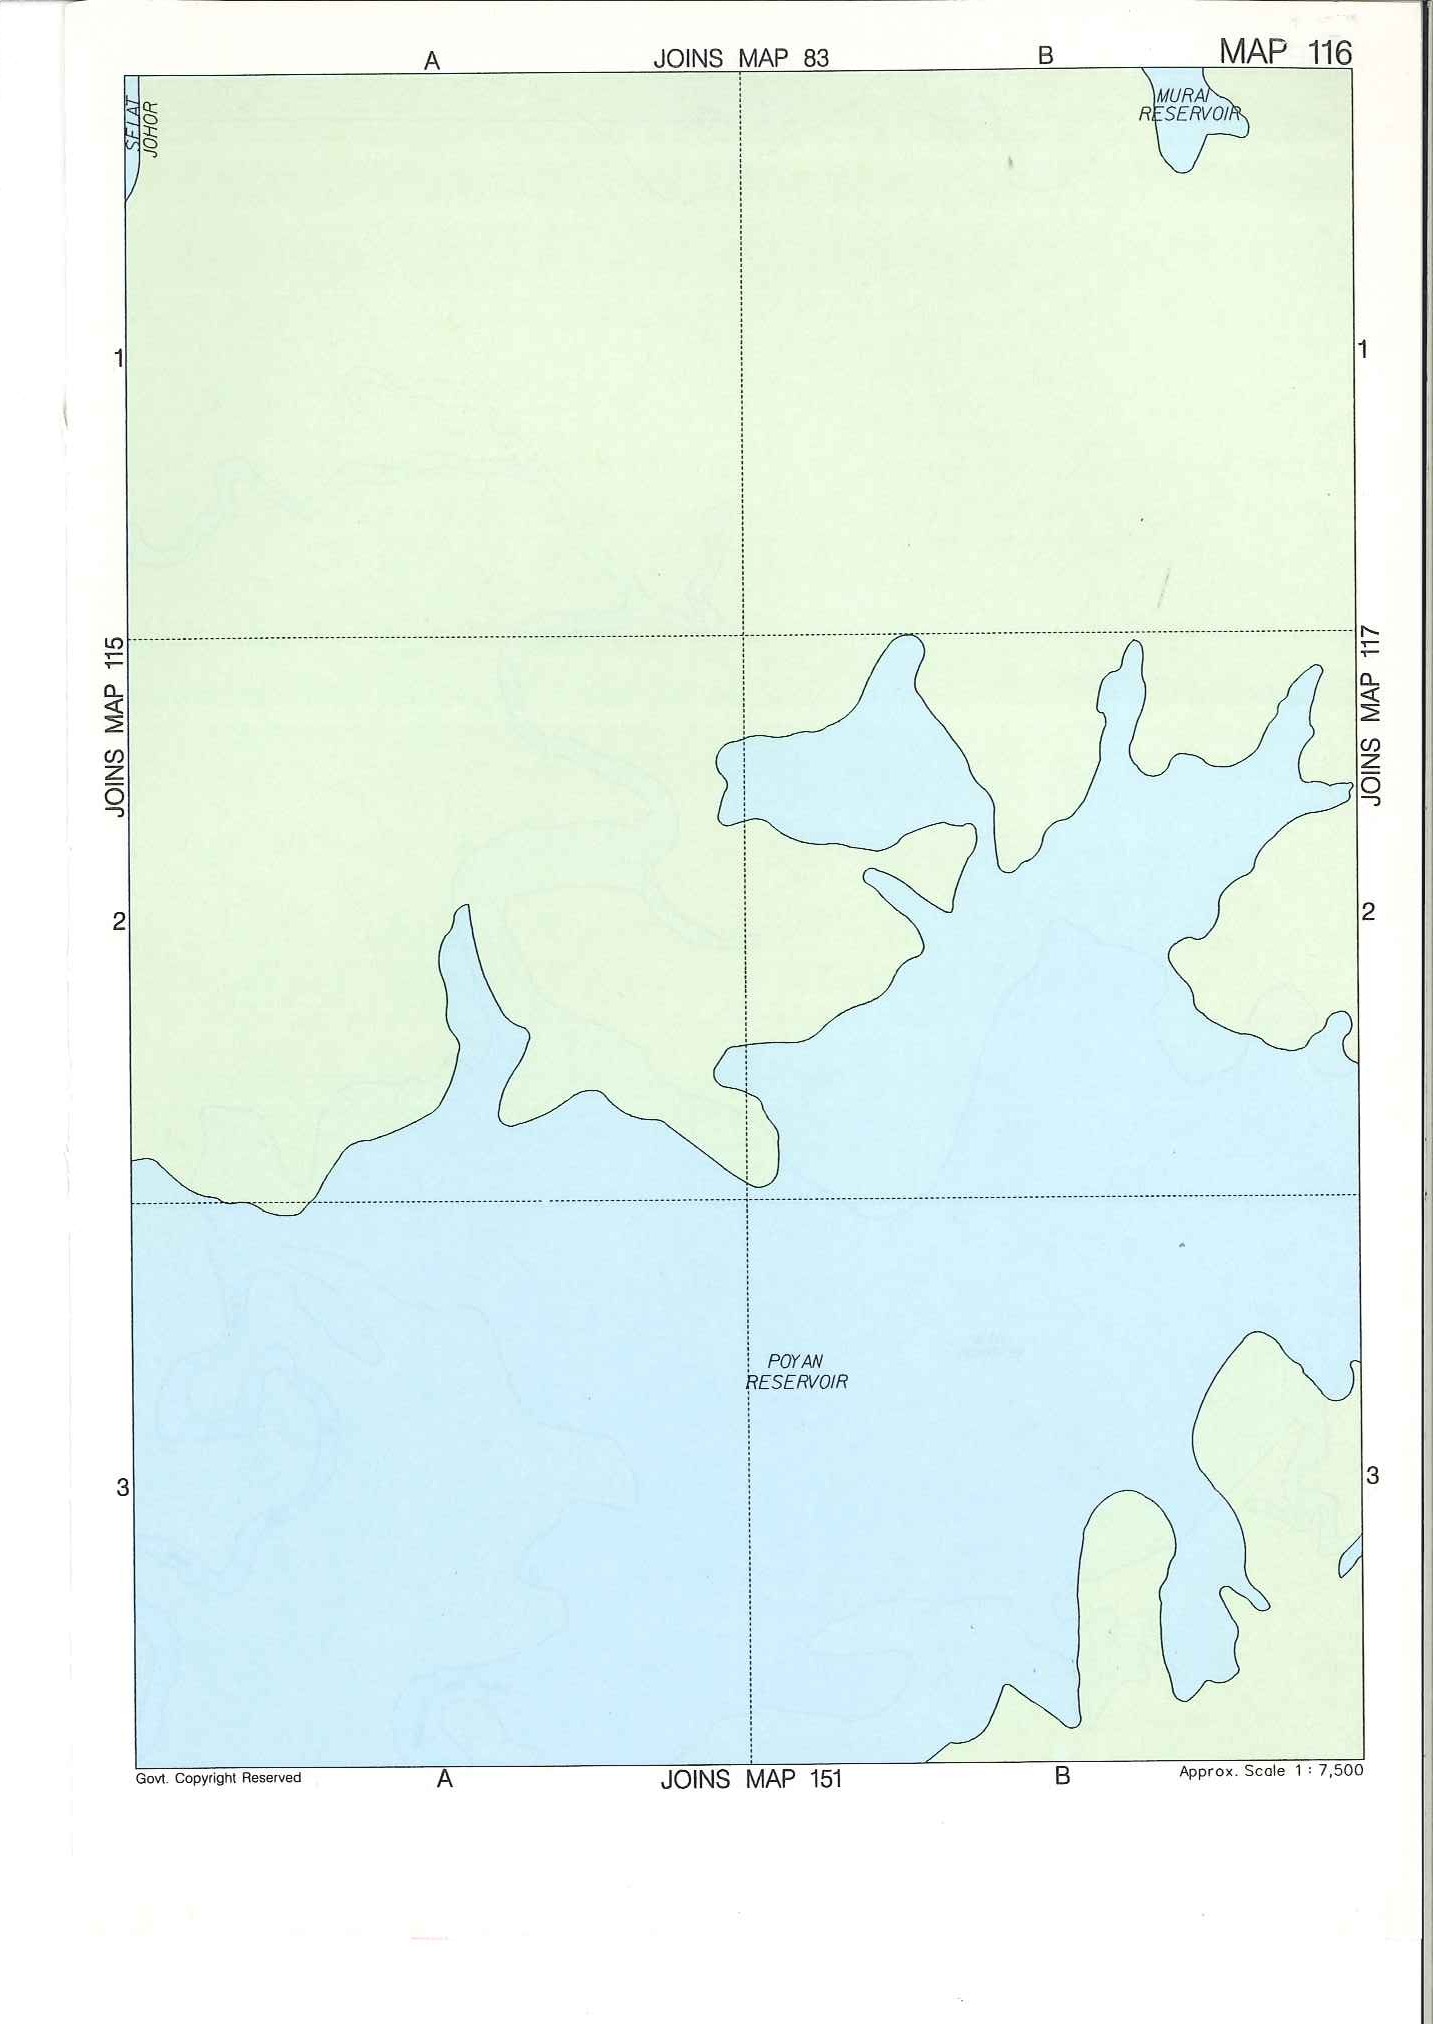 A
JOINS MAP 83
B
MAP 116
SELAT
JOHOR
MURAI
RESERVOIR
1
1
JOINS MAP 115
JOINS MAP 117
2
2
POYAN
RESERVOIR
3
3
Govt. Copyright Reserved
A
JOINS MAP 151
B
Approx. Scale 1 : 7,500